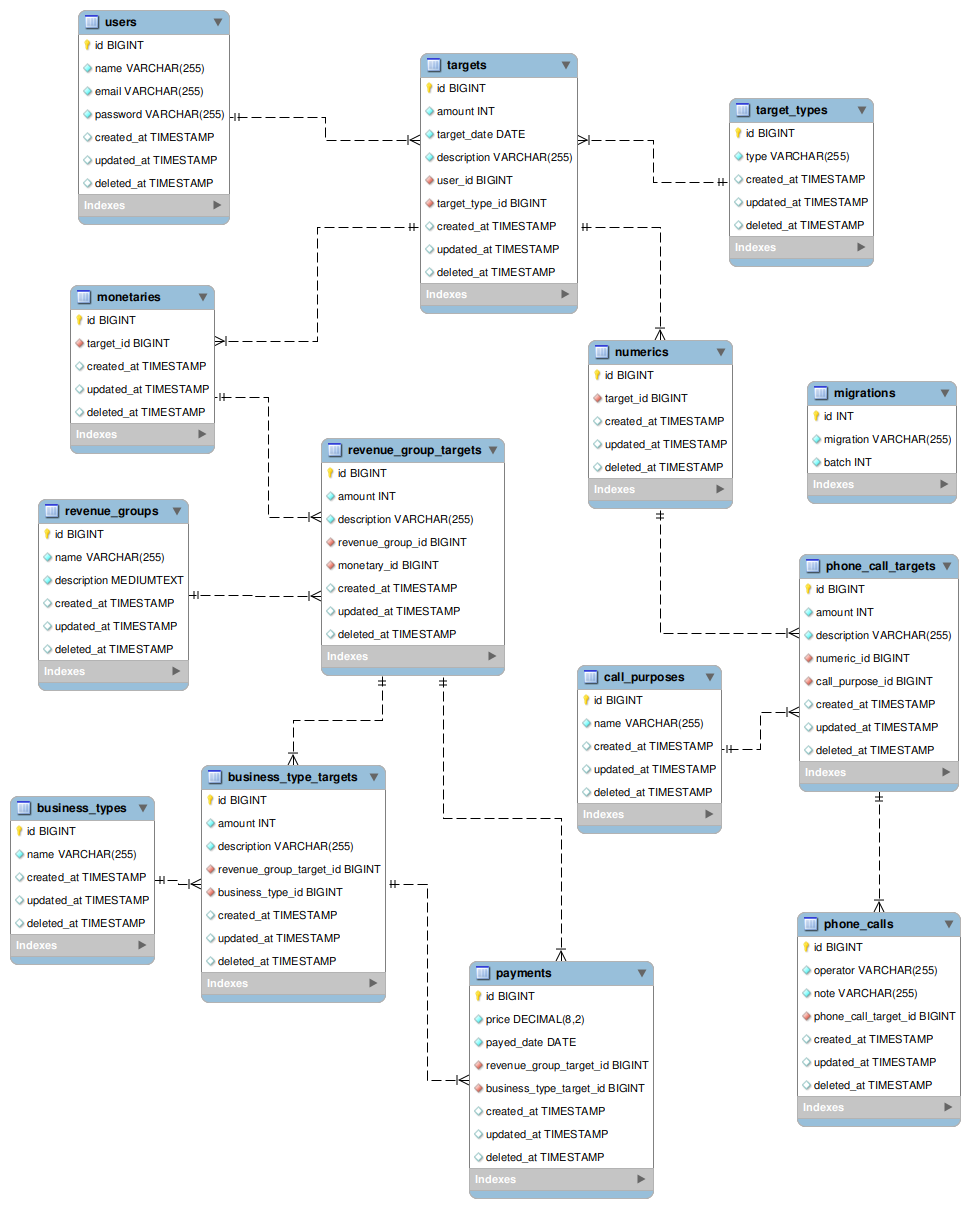 users
id BIGINT
name VARCHAR(255)
email VARCHAR(255)
password VARCHAR(255)
created_at TIMESTAMP
updated_at TIMESTAMP
deleted_at TIMESTAMP
Indexes
targets
id BIGINT
amount INT
target_date DATE
description VARCHAR(255)
user_id BIGINT
target_type_id BIGINT
created_at TIMESTAMP
updated_at TIMESTAMP
deleted_at TIMESTAMP
Indexes
target_types
id BIGINT
type VARCHAR(255)
created_at TIMESTAMP
updated_at TIMESTAMP
deleted_at TIMESTAMP
Indexes
monetaries
id BIGINT
target_id BIGINT
created_at TIMESTAMP
updated_at TIMESTAMP
deleted_at TIMESTAMP
Indexes
numerics
id BIGINT
target_id BIGINT
created_at TIMESTAMP
updated_at TIMESTAMP
deleted_at TIMESTAMP
Indexes
migrations
id INT
migration VARCHAR(255)
batch INT
Indexes
revenue_group_targets
id BIGINT
amount INT
description VARCHAR(255)
revenue_group_id BIGINT
monetary_id BIGINT
created_at TIMESTAMP
updated_at TIMESTAMP
deleted_at TIMESTAMP
Indexes
revenue_groups
id BIGINT
name VARCHAR(255)
description MEDIUMTEXT
created_at TIMESTAMP
updated_at TIMESTAMP
deleted_at TIMESTAMP
Indexes
phone_call_targets
id BIGINT
amount INT
description VARCHAR(255)
numeric_id BIGINT
call_purpose_id BIGINT
created_at TIMESTAMP
updated_at TIMESTAMP
deleted_at TIMESTAMP
Indexes
call_purposes
id BIGINT
name VARCHAR(255)
created_at TIMESTAMP
updated_at TIMESTAMP
deleted_at TIMESTAMP
Indexes
business_type_targets
id BIGINT
amount INT
description VARCHAR(255)
revenue_group_target_id BIGINT
business_type_id BIGINT
created_at TIMESTAMP
updated_at TIMESTAMP
deleted_at TIMESTAMP
Indexes
business_types
id BIGINT
name VARCHAR(255)
created_at TIMESTAMP
updated_at TIMESTAMP
deleted_at TIMESTAMP
Indexes
phone_calls
id BIGINT
operator VARCHAR(255)
note VARCHAR(255)
phone_call_target_id BIGINT
created_at TIMESTAMP
updated_at TIMESTAMP
deleted_at TIMESTAMP
Indexes
payments
id BIGINT
price DECIMAL(8,2)
payed_date DATE
revenue_group_target_id BIGINT
business_type_target_id BIGINT
created_at TIMESTAMP
updated_at TIMESTAMP
deleted_at TIMESTAMP
Indexes